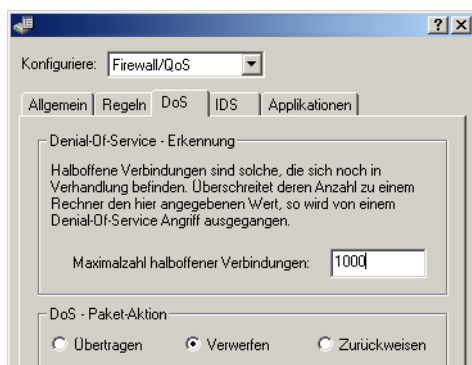 Konfiguriere: Firewall/QoS
Allgemein Regeln DoS IDS Applikationen
Denial-Of-Service - Erkennung
Halboffene Verbindungen sind solche, die sich noch in
Verhandlung befinden. Überschreitet deren Anzahl zu einem
Rechner den hier angegebenen Wert, so wird von einem
Denial-Of-Service Angriff ausgegangen.
Maximalzahl halboffener Verbindungen: 1000
DoS - Paket-Aktion
Übertragen Verwerfen Zurückweisen